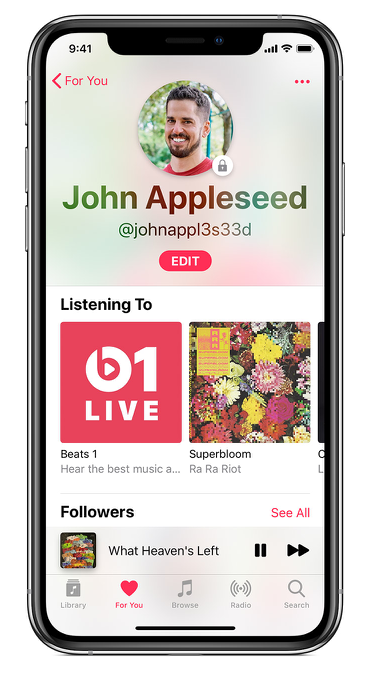 9:41
For You
John Appleseed
@johnappl3s33d
EDIT
Listening To
B1
LIVE
Beats 1
Superbloom
Hear the best music a...
Ra Ra Riot
Followers
See All
What Heaven's Left
Library
For You
Browse
Radio
Search